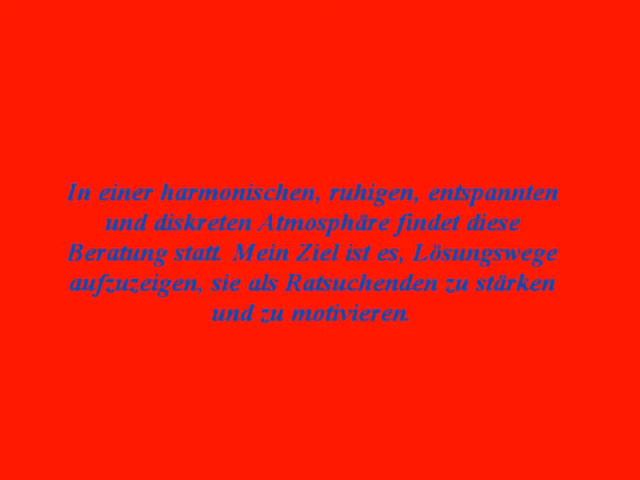 In einer harmonischen, ruhigen, entspannten
und diskreten Atmosphäre findet diese
Beratung statt. Mein Ziel ist es, Lösungswege
aufzuzeigen, sie als Ratsuchenden zu stärken
und zu motivieren.